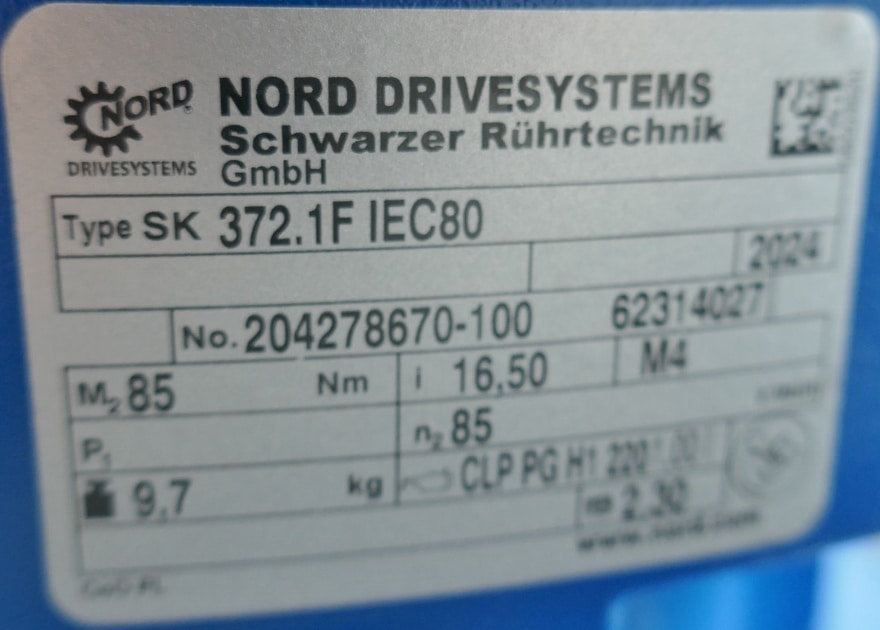 NORD®
DRIVESYSTEMS
NORD DRIVESYSTEMS
Schwarzer Rührtechnik
GmbH
Type SK 372.1F IEC80
2024
No. 204278670-100 62314027
M₂ 85 Nm i 16,50 M4
P₁ n₂ 85
9,7 kg CLP PG H1 220
2.30
www.nord.com